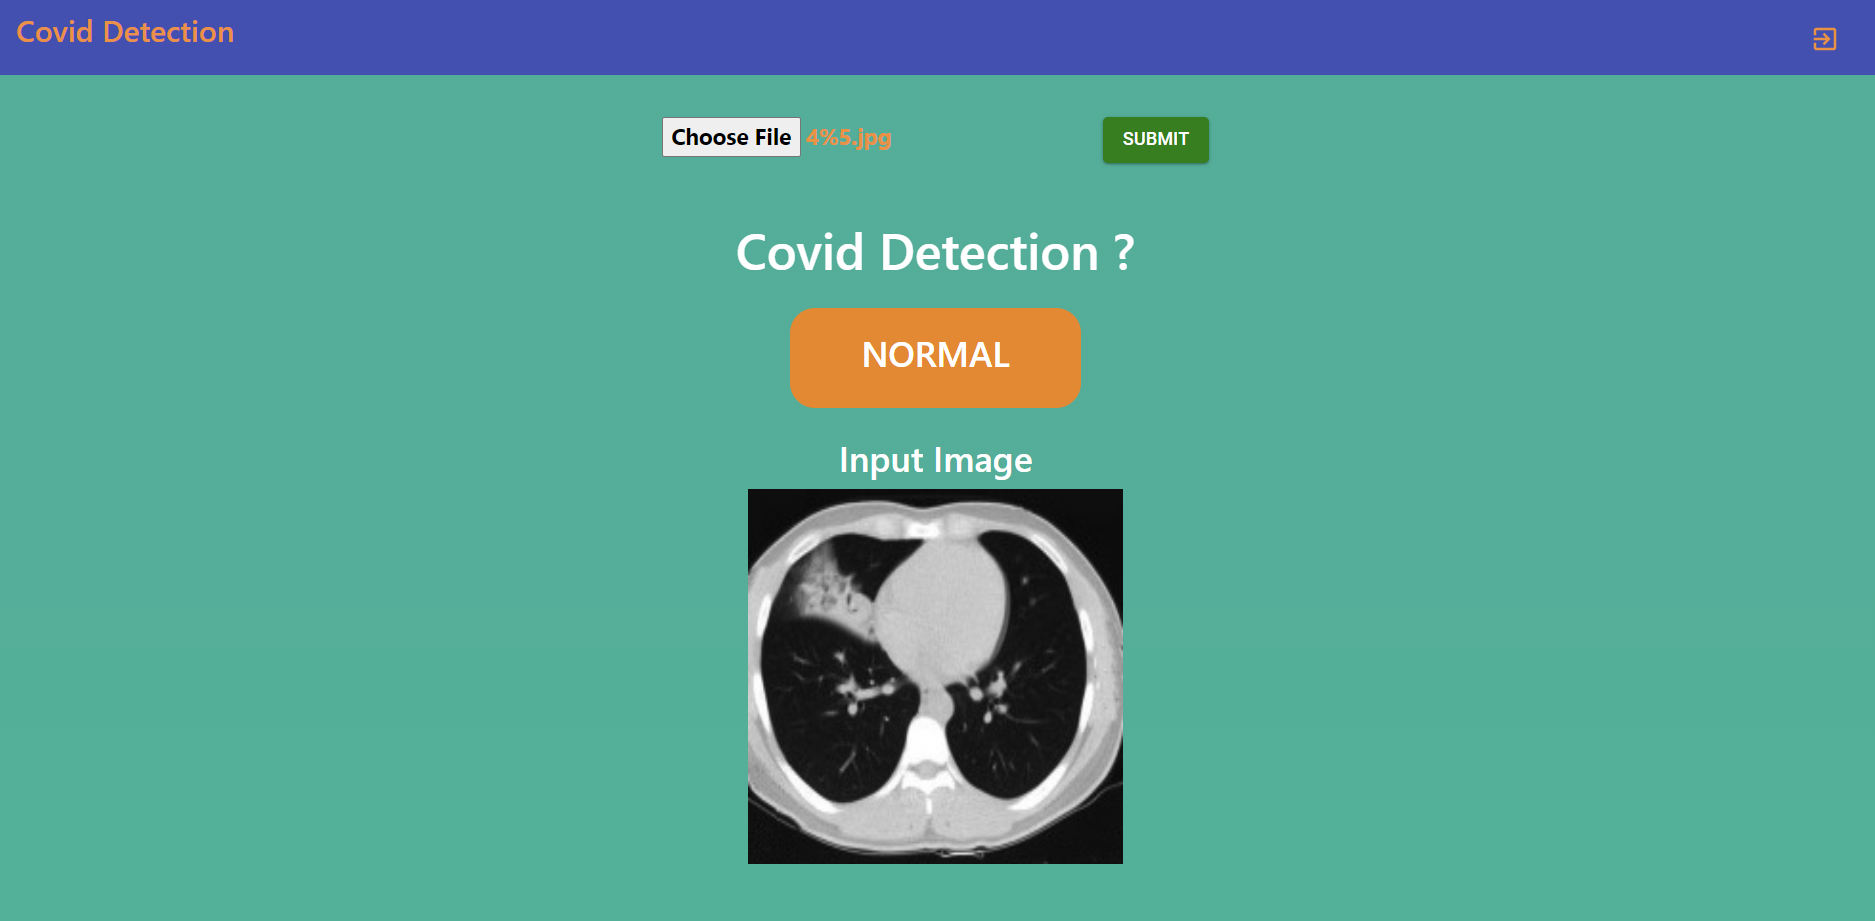 Covid Detection
Choose File 4%5.jpg
SUBMIT
Covid Detection ?
NORMAL
Input Image